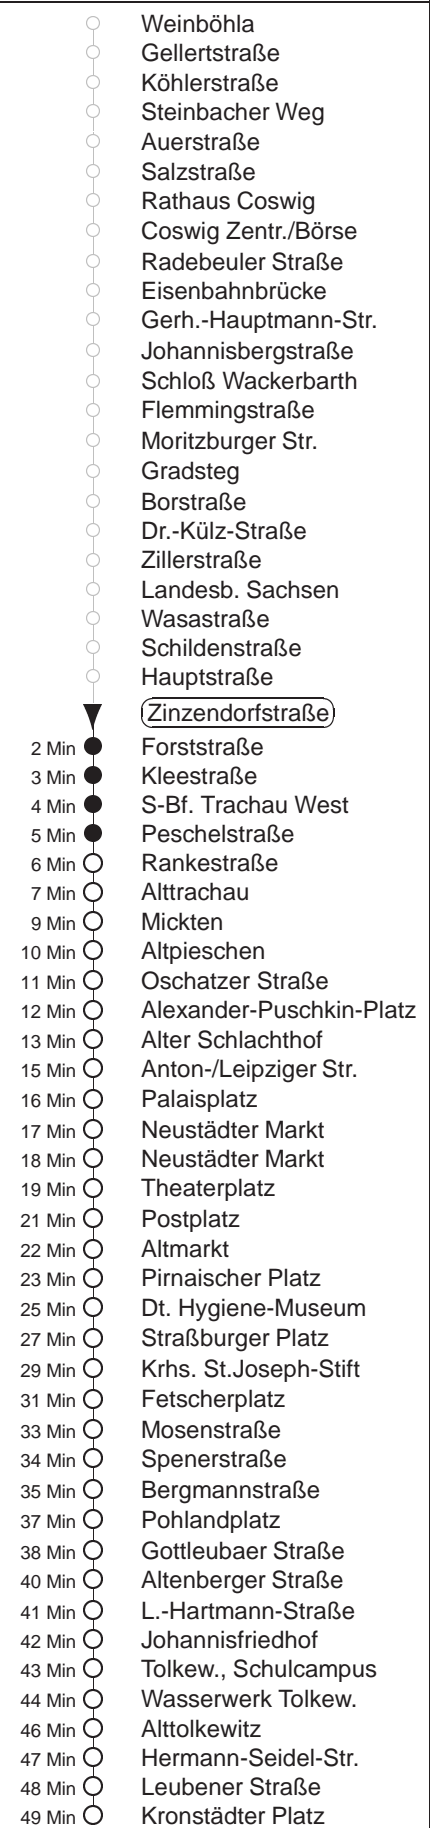 Weinböhla
Gellertstraße
Köhlerstraße
Steinbacher Weg
Auerstraße
Salzstraße
Rathaus Coswig
Coswig Zentr./Börse
Radebeuler Straße
Eisenbahnbrücke
Gerh.-Hauptmann-Str.
Johannisbergstraße
Schloß Wackerbarth
Flemmingstraße
Moritzburger Str.
Gradsteg
Borstraße
Dr.-Külz-Straße
Zillerstraße
Landesb. Sachsen
Wasastraße
Schildenstraße
Hauptstraße
Zinzendorfstraße
2 Min Forststraße
3 Min Kleestraße
4 Min S-Bf. Trachau West
5 Min Peschelstraße
6 Min Rankestraße
7 Min Alttrachau
9 Min Mickten
10 Min Altpieschen
11 Min Oschatzer Straße
12 Min Alexander-Puschkin-Platz
13 Min Alter Schlachthof
15 Min Anton-/Leipziger Str.
16 Min Palaisplatz
17 Min Neustädter Markt
18 Min Neustädter Markt
19 Min Theaterplatz
21 Min Postplatz
22 Min Altmarkt
23 Min Pirnaischer Platz
25 Min Dt. Hygiene-Museum
27 Min Straßburger Platz
29 Min Krhs. St.Joseph-Stift
31 Min Fetscherplatz
33 Min Mosenstraße
34 Min Spenerstraße
35 Min Bergmannstraße
37 Min Pohlandplatz
38 Min Gottleubaer Straße
40 Min Altenberger Straße
41 Min L.-Hartmann-Straße
42 Min Johannisfriedhof
43 Min Tolkew., Schulcampus
44 Min Wasserwerk Tolkew.
46 Min Alttolkewitz
47 Min Hermann-Seidel-Str.
48 Min Leubener Straße
49 Min Kronstädter Platz